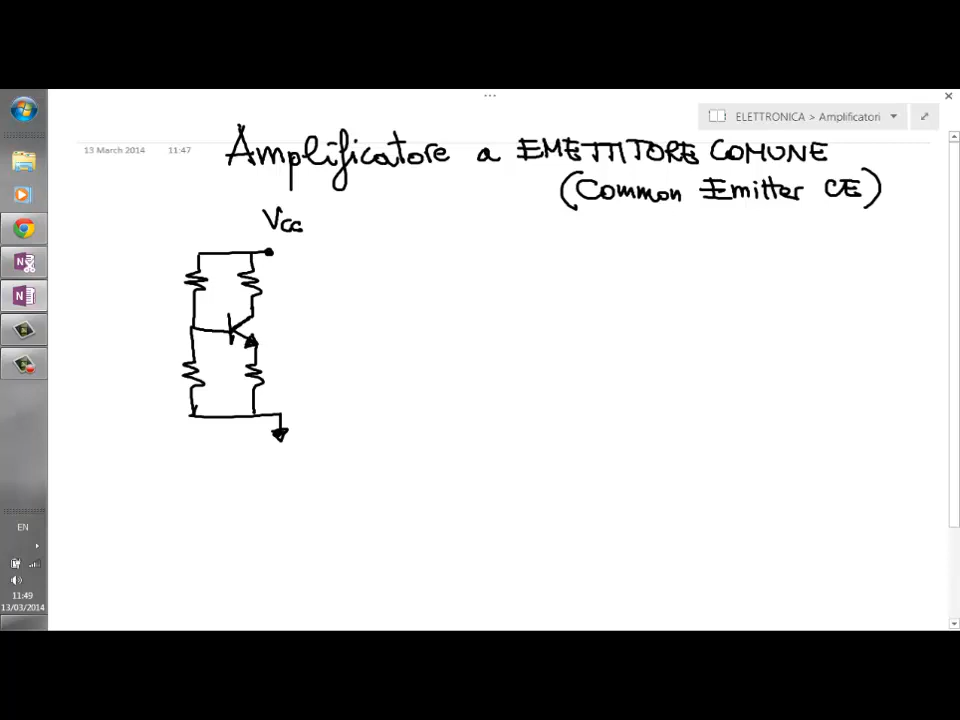 ELETTRONICA > Amplificatori
13 March 2014 11:47
Amplificatore a EMETTITORE COMUNE
(Common Emitter CE)
Vcc
EN
11:49
13/03/2014